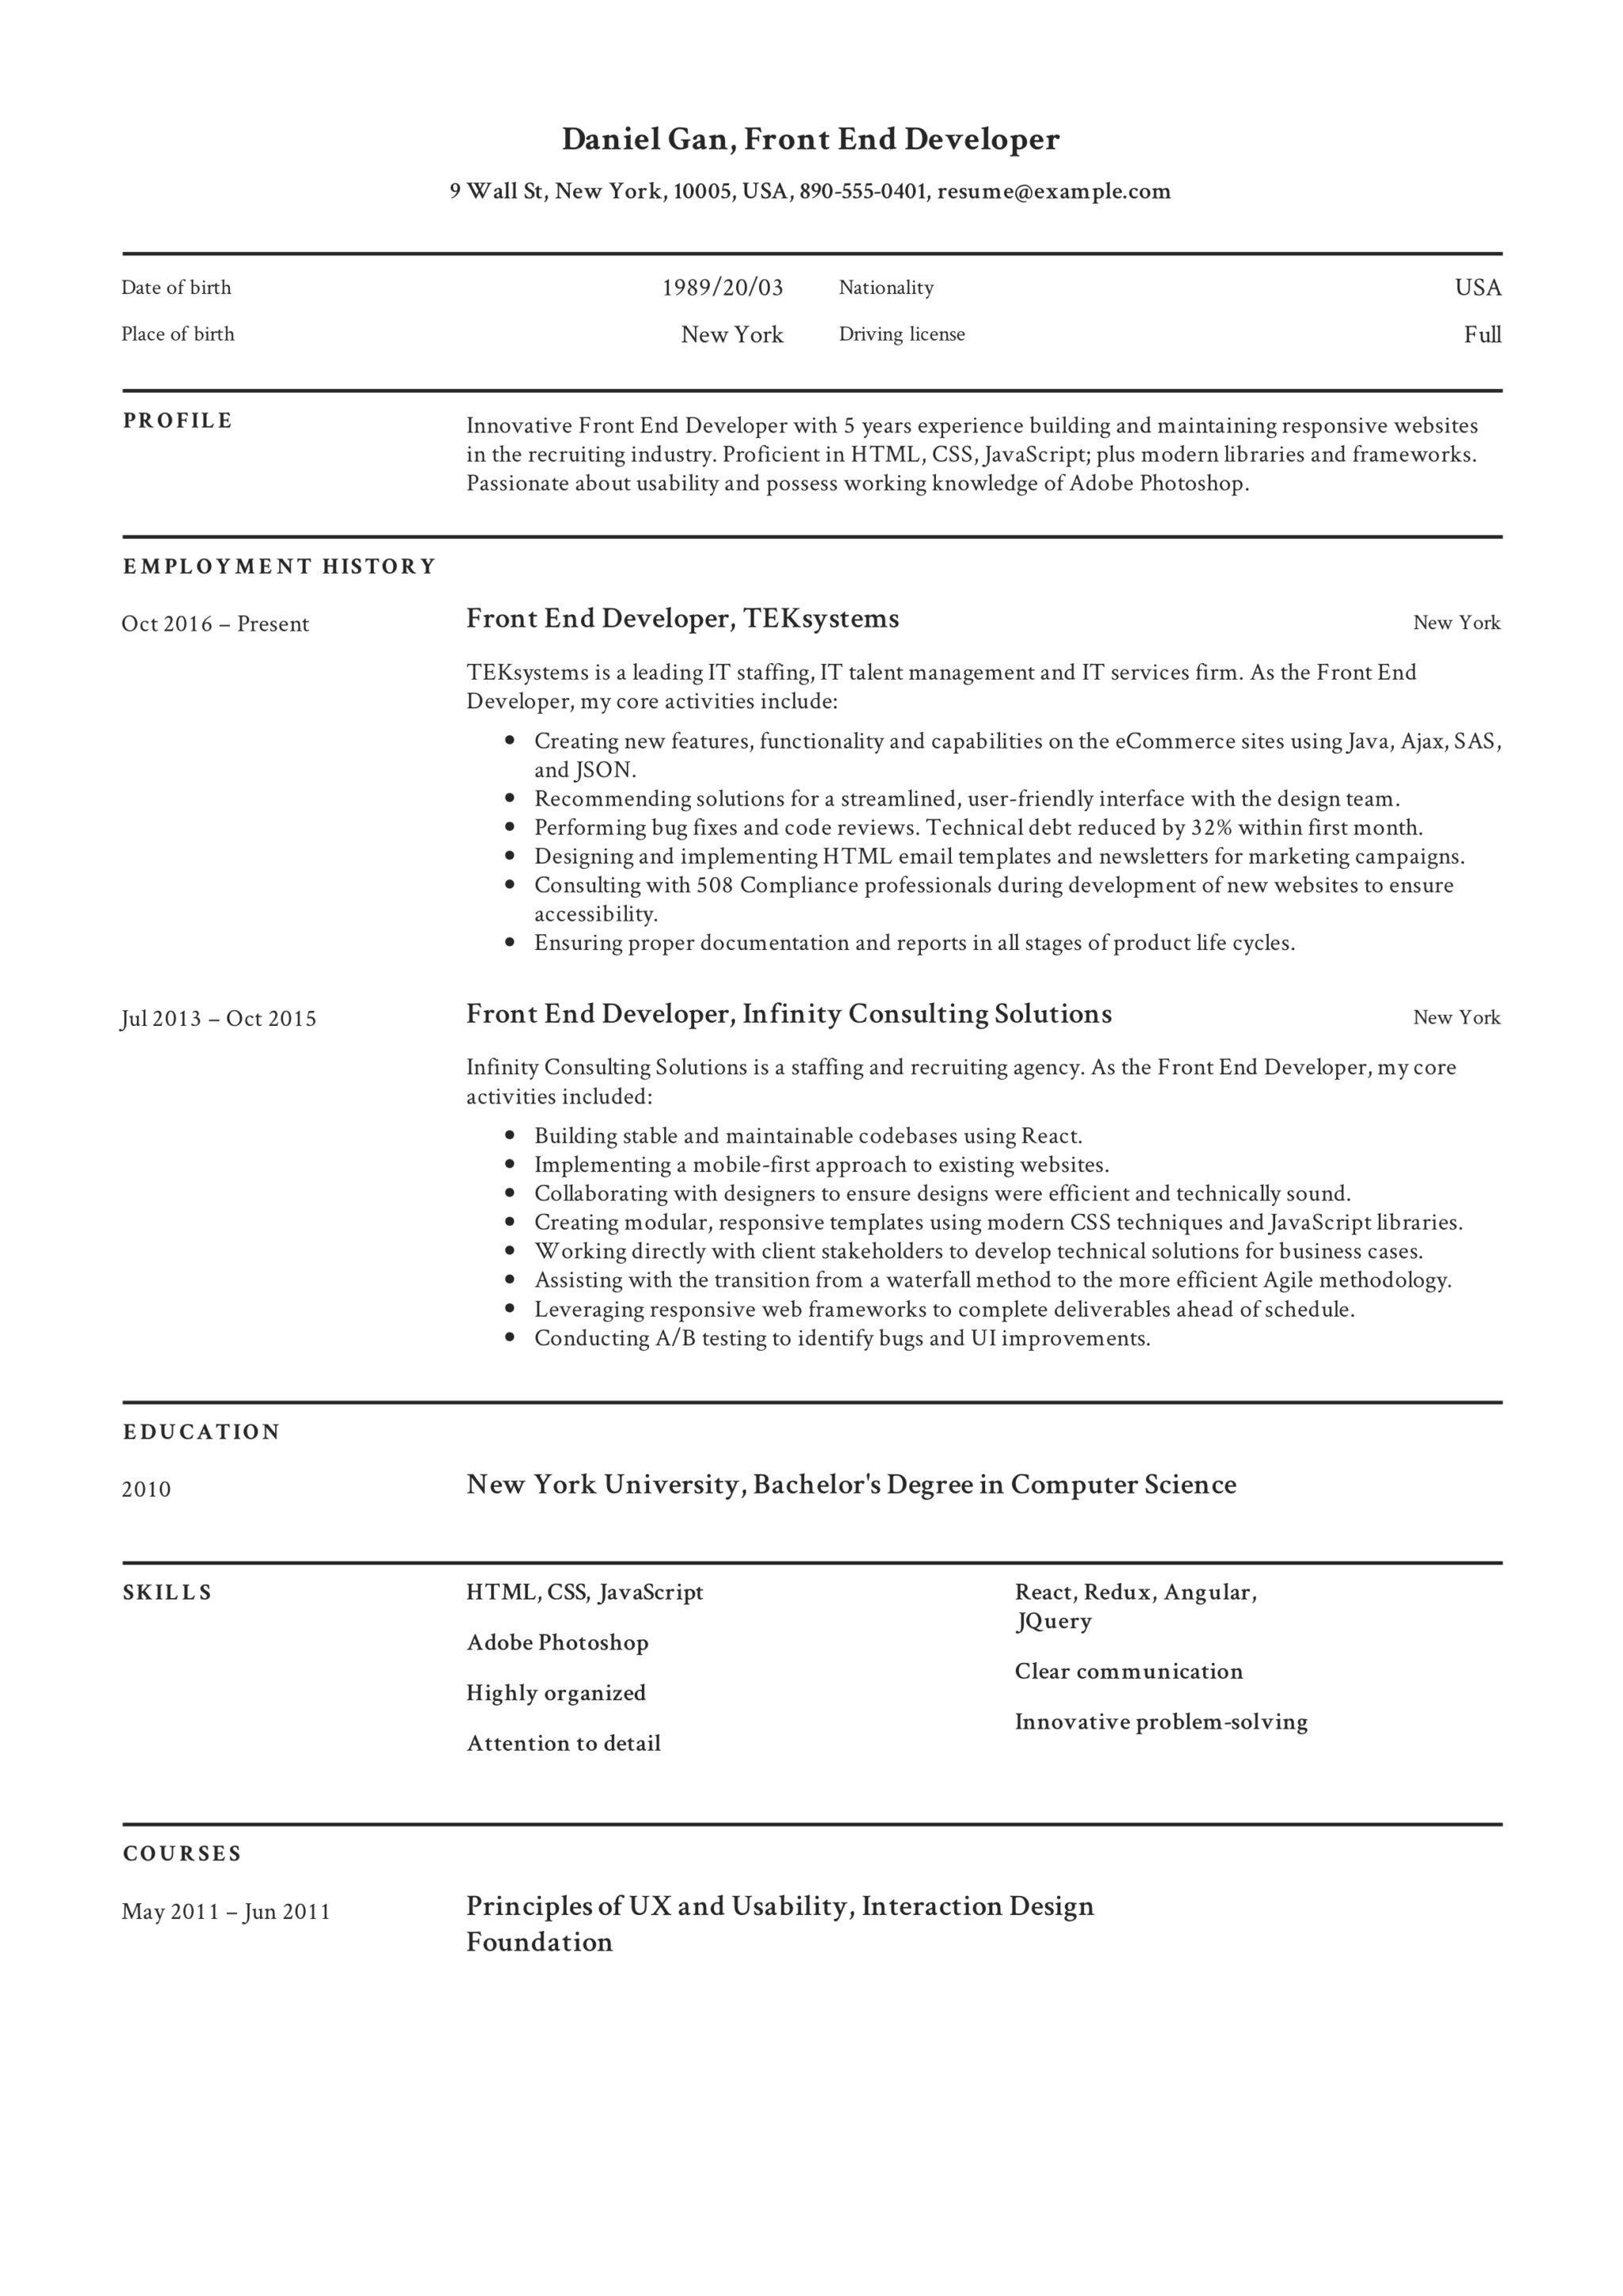 Daniel Gan, Front End Developer
9 Wall St, New York, 10005, USA, 890-555-0401, resume@example.com
Date of birth 1989/20/03 Nationality USA
Place of birth New York Driving license Full
PROFILE
Innovative Front End Developer with 5 years experience building and maintaining responsive websites
in the recruiting industry. Proficient in HTML, CSS, JavaScript; plus modern libraries and frameworks.
Passionate about usability and possess working knowledge of Adobe Photoshop.
EMPLOYMENT HISTORY
Oct 2016 – Present Front End Developer, TEKsystems New York
TEKsystems is a leading IT staffing, IT talent management and IT services firm. As the Front End
Developer, my core activities include:
• Creating new features, functionality and capabilities on the eCommerce sites using Java, Ajax, SAS,
and JSON.
• Recommending solutions for a streamlined, user-friendly interface with the design team.
• Performing bug fixes and code reviews. Technical debt reduced by 32% within first month.
• Designing and implementing HTML email templates and newsletters for marketing campaigns.
• Consulting with 508 Compliance professionals during development of new websites to ensure
accessibility.
• Ensuring proper documentation and reports in all stages of product life cycles.
Jul 2013 – Oct 2015 Front End Developer, Infinity Consulting Solutions New York
Infinity Consulting Solutions is a staffing and recruiting agency. As the Front End Developer, my core
activities included:
• Building stable and maintainable codebases using React.
• Implementing a mobile-first approach to existing websites.
• Collaborating with designers to ensure designs were efficient and technically sound.
• Creating modular, responsive templates using modern CSS techniques and JavaScript libraries.
• Working directly with client stakeholders to develop technical solutions for business cases.
• Assisting with the transition from a waterfall method to the more efficient Agile methodology.
• Leveraging responsive web frameworks to complete deliverables ahead of schedule.
• Conducting A/B testing to identify bugs and UI improvements.
EDUCATION
2010 New York University, Bachelor's Degree in Computer Science
SKILLS
HTML, CSS, JavaScript
Adobe Photoshop
Highly organized
Attention to detail
React, Redux, Angular,
JQuery
Clear communication
Innovative problem-solving
COURSES
May 2011 – Jun 2011 Principles of UX and Usability, Interaction Design
Foundation